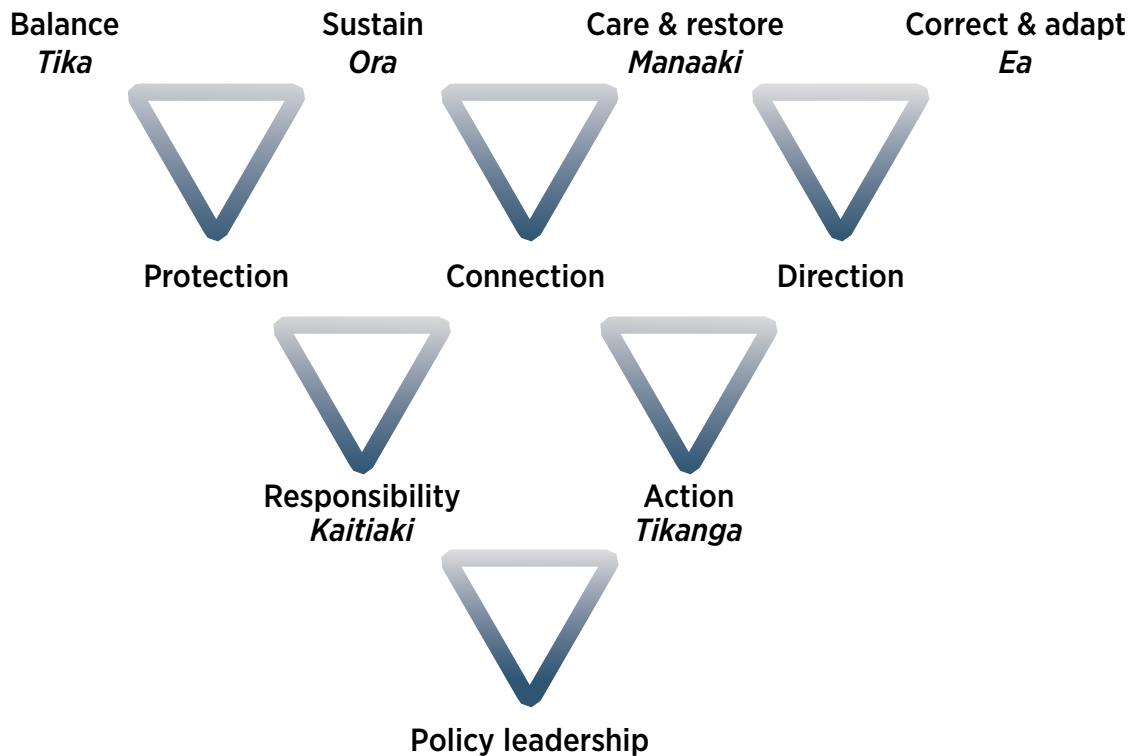 Balance
Tika
Sustain
Ora
Care & restore
Manaaki
Correct & adapt
Ea
Protection
Connection
Direction
Responsibility
Kaitiaki
Action
Tikanga
Policy leadership